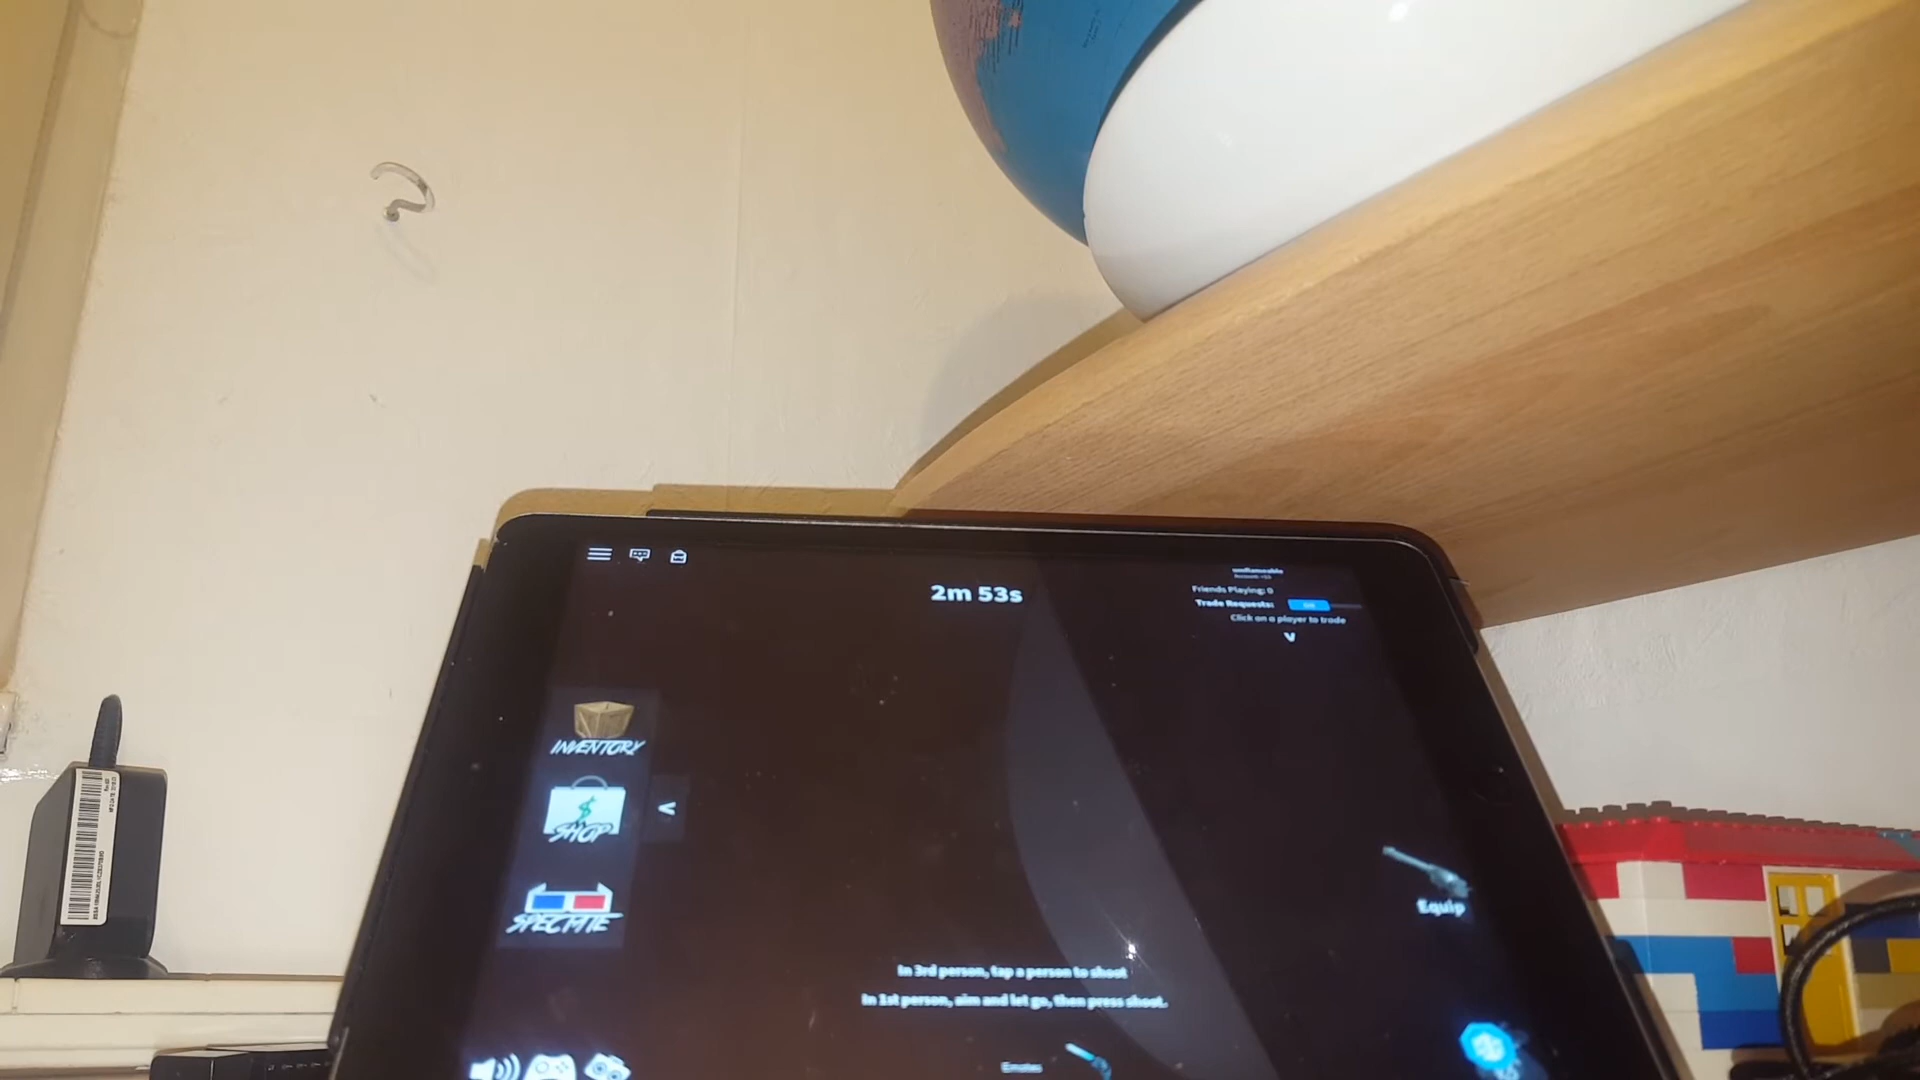 2m 53s
Friends Playing: 0
Trade Requests:
Click on a player to trade
v
INVENTORY
SHOP
<
SPECTATE
Equip
In 3rd person, tap a person to shoot
In 1st person, aim and let go, then press shoot.
Emotes